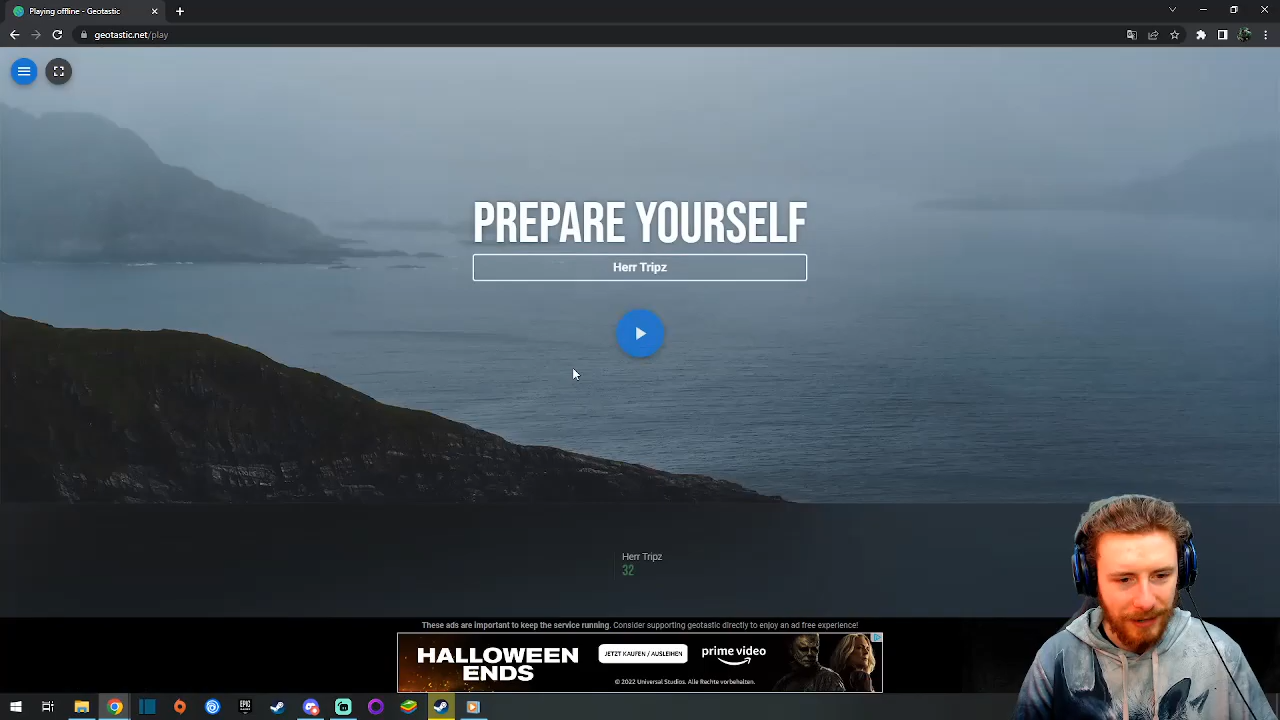 Playing offline - Geotastic
geotastic.net/play
PREPARE YOURSELF
Herr Tripz
Herr Tripz
32
These ads are important to keep the service running. Consider supporting geotastic directly to enjoy an ad free experience!
HALLOWEEN
ENDS
JETZT KAUFEN / AUSLEIHEN
prime video
© 2022 Universal Studios. Alle Rechte vorbehalten.
EPIC